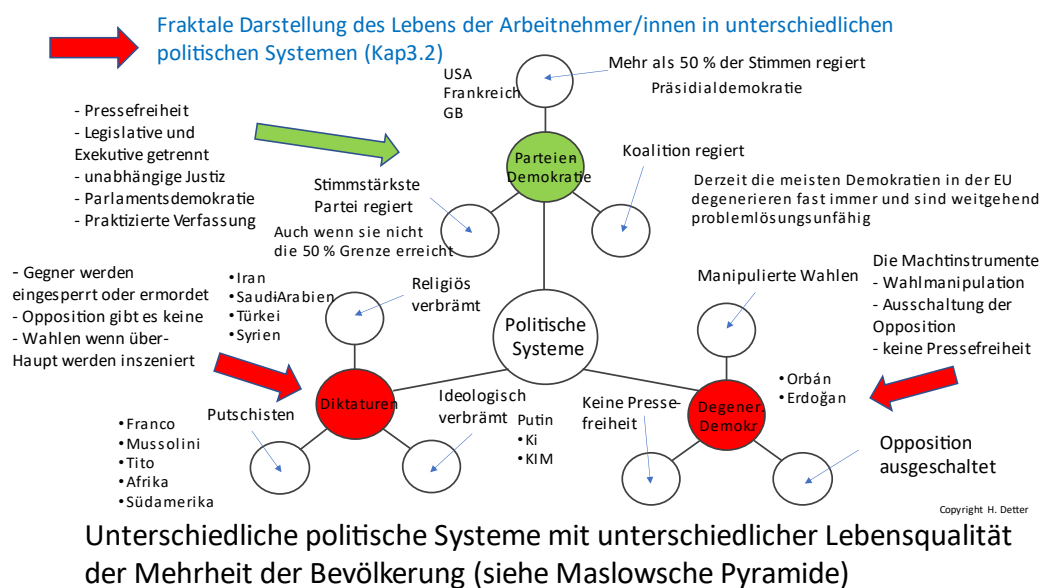 Fraktale Darstellung des Lebens der Arbeitnehmer/innen in unterschiedlichen
politischen Systemen (Kap3.2)
USA
Frankreich
GB
Mehr als 50 % der Stimmen regiert
Präsidialdemokratie
- Pressefreiheit
- Legislative und
Exekutive getrennt
- unabhängige Justiz
- Parlamentsdemokratie
- Praktizierte Verfassung
Parteien-
Demokratie
Koalition regiert
Stimmstärkste
Partei regiert
Auch wenn sie nicht
die 50 % Grenze erreicht
Derzeit die meisten Demokratien in der EU
degenerieren fast immer und sind weitgehend
problemlösungsunfähig
- Gegner werden
eingesperrt oder ermordet
- Opposition gibt es keine
- Wahlen wenn über-
Haupt werden inszeniert
•Iran
•Saudi-Arabien
•Türkei
•Syrien
Religiös
verbrämt
Politische
Systeme
Manipulierte Wahlen
Die Machtinstrumente
- Wahlmanipulation
- Ausschaltung der
Opposition
- keine Pressefreiheit
•Orbán
•Erdoğan
Diktaturen
Putschisten
•Franco
•Mussolini
•Tito
•Afrika
•Südamerika
Ideologisch
verbrämt
Putin
•Ki
•KIM
Keine Presse-
freiheit
Degener.
Demokr.
Opposition
ausgeschaltet
Copyright H. Detter
Unterschiedliche politische Systeme mit unterschiedlicher Lebensqualität
der Mehrheit der Bevölkerung (siehe Maslowsche Pyramide)